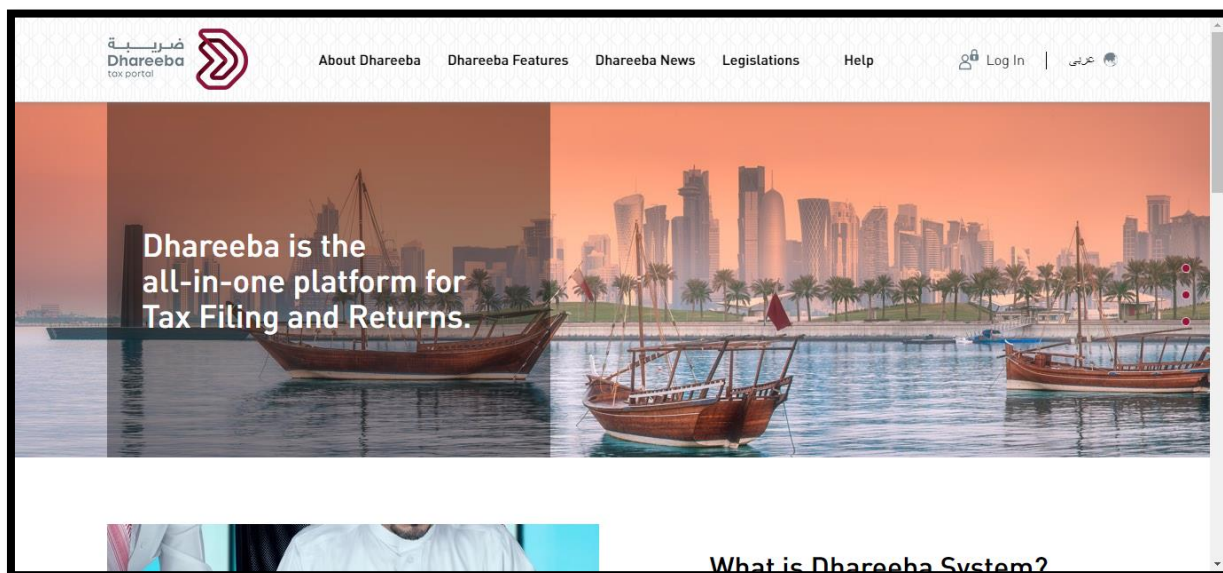 ضريبة
Dhareeba
tax portal
About Dhareeba
Dhareeba Features
Dhareeba News
Legislations
Help
Log In
عربى
Dhareeba is the
all-in-one platform for
Tax Filing and Returns.
What is Dhareeba System?